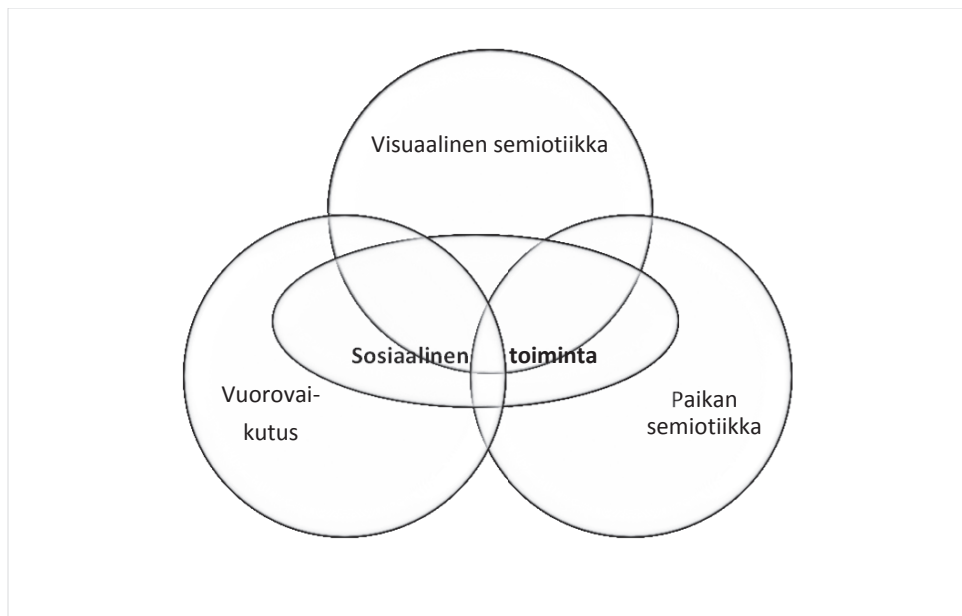 Visuaalinen semiotiikka
Sosiaalinen toiminta
Vuorovai-
kutus
Paikan
semiotiikka